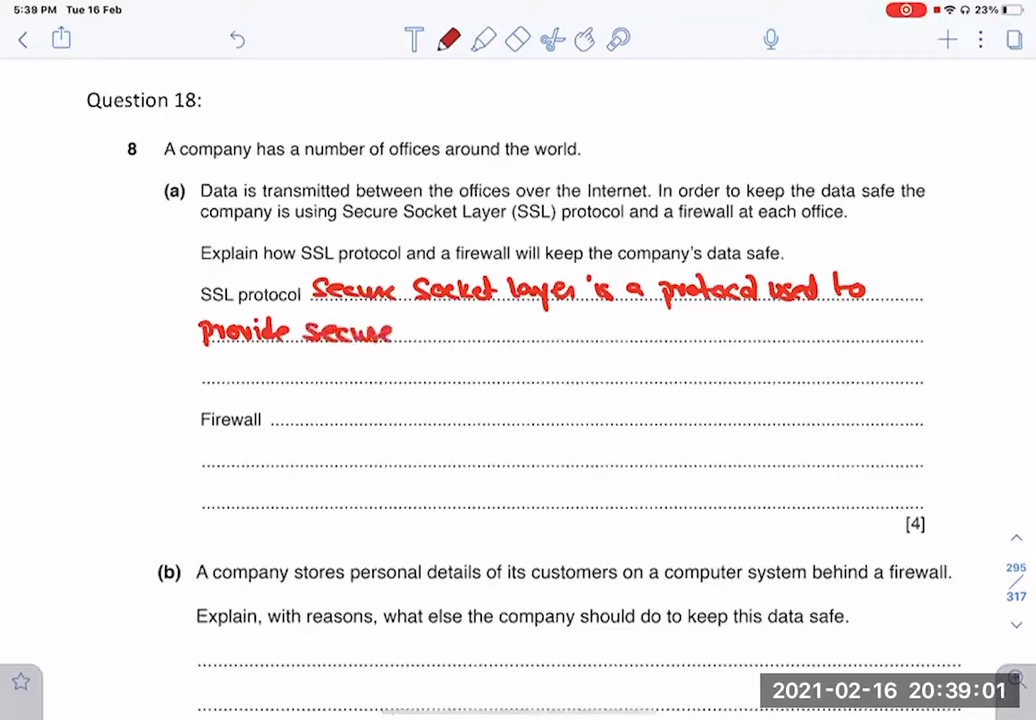 5:39 PM Tue 16 Feb
23%
T
Question 18:
8 A company has a number of offices around the world.
(a) Data is transmitted between the offices over the Internet. In order to keep the data safe the
company is using Secure Socket Layer (SSL) protocol and a firewall at each office.
Explain how SSL protocol and a firewall will keep the company's data safe.
SSL protocol Secure Socket layer is a protocol used to
provide secure
Firewall
[4]
(b) A company stores personal details of its customers on a computer system behind a firewall.
Explain, with reasons, what else the company should do to keep this data safe.
295
317
2021-02-16 20:39:01